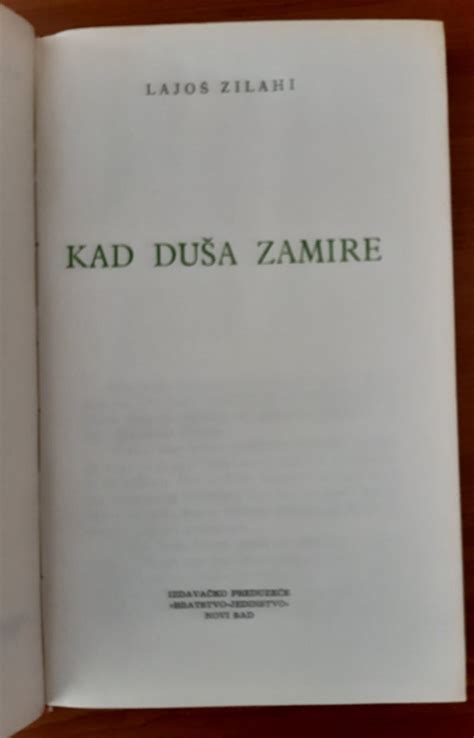 LAJOŠ ZILAHI
KAD DUŠA ZAMIRE
IZDAVAČKO PREDUZEĆE
»BRATSTVO-JEDINSTVO«
NOVI SAD